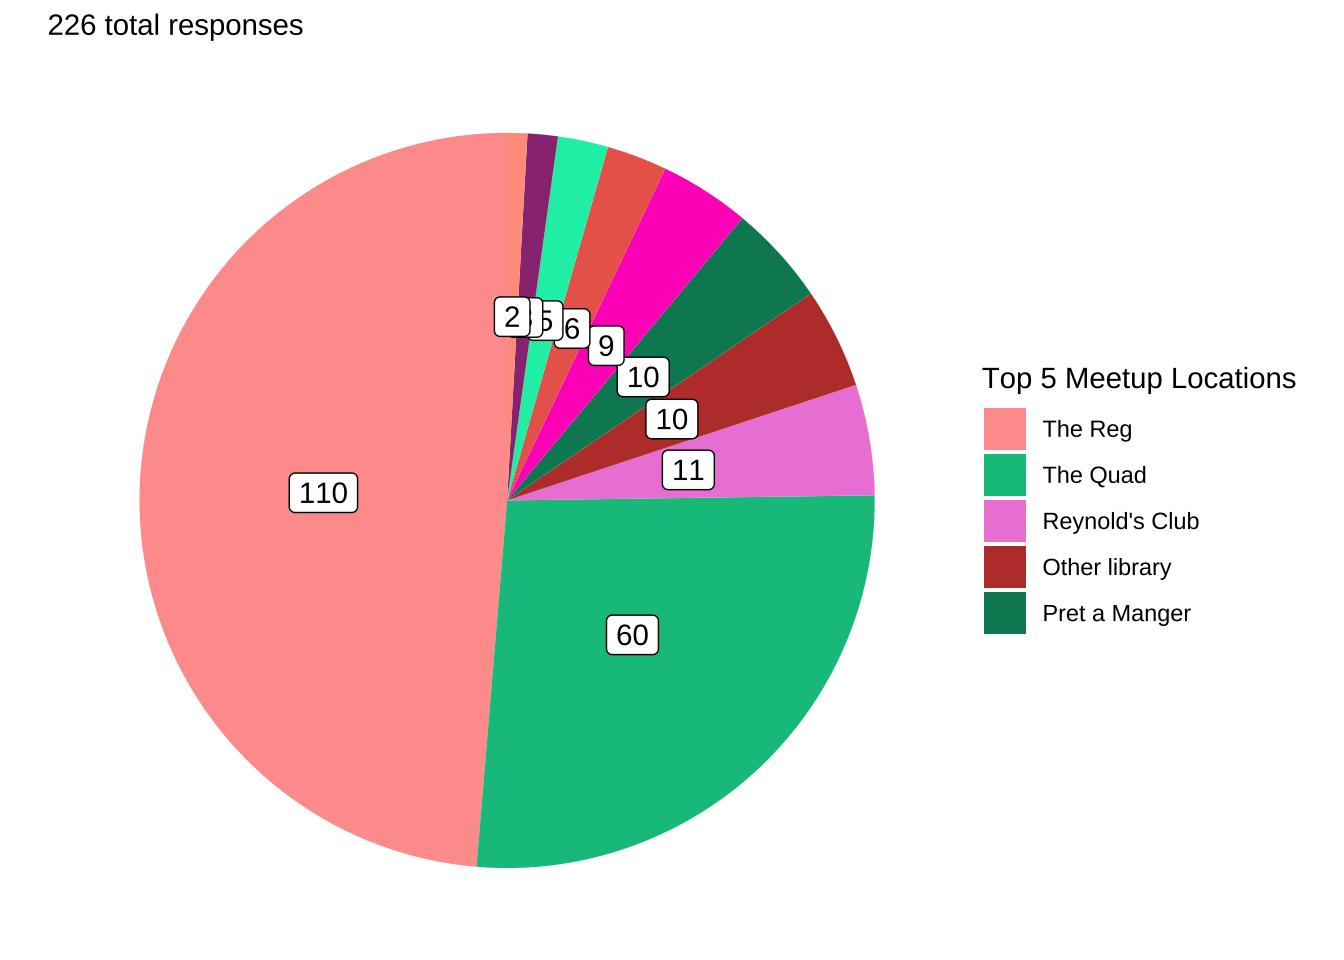 226 total responses
2
5
6
9
10
10
11
110
60
Top 5 Meetup Locations
The Reg
The Quad
Reynold's Club
Other library
Pret a Manger